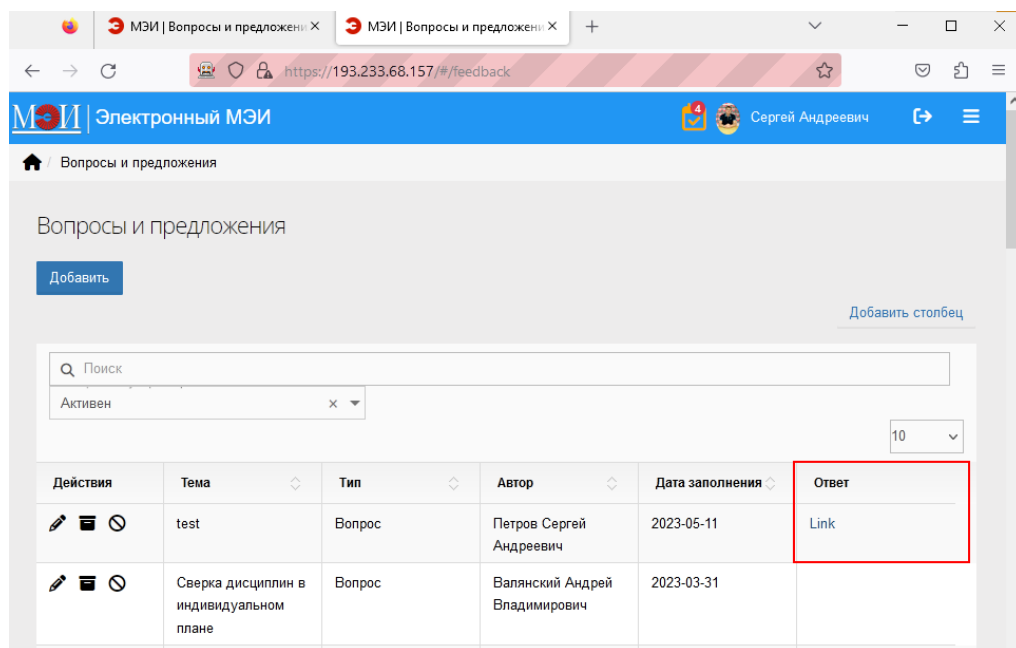 МЭИ | Вопросы и предложени
МЭИ | Вопросы и предложени
https://193.233.68.157/#/feedback
МЭИ | Электронный МЭИ
4
Сергей Андреевич
/ Вопросы и предложения
Вопросы и предложения
Добавить
Добавить столбец
Поиск
Активен
10
Действия Тема Тип Автор Дата заполнения Ответ
test Вопрос Петров Сергей 2023-05-11 Link
Андреевич
Сверка дисциплин в Вопрос Валянский Андрей 2023-03-31
индивидуальном Владимирович
плане